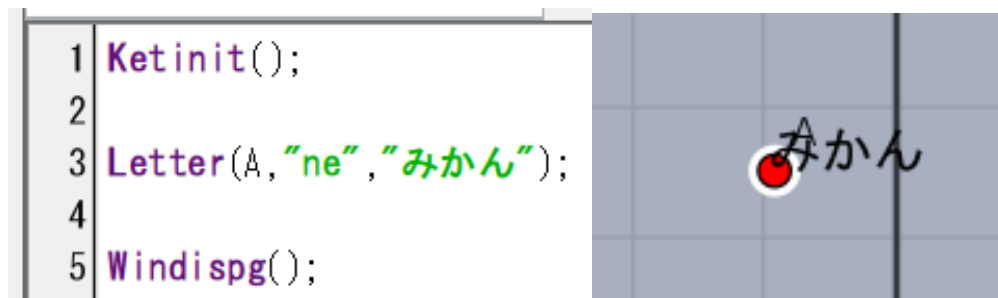 1 Ketinit();
2
3 Letter(A,"ne","みかん");
4
5 Windispg();
A
みかん